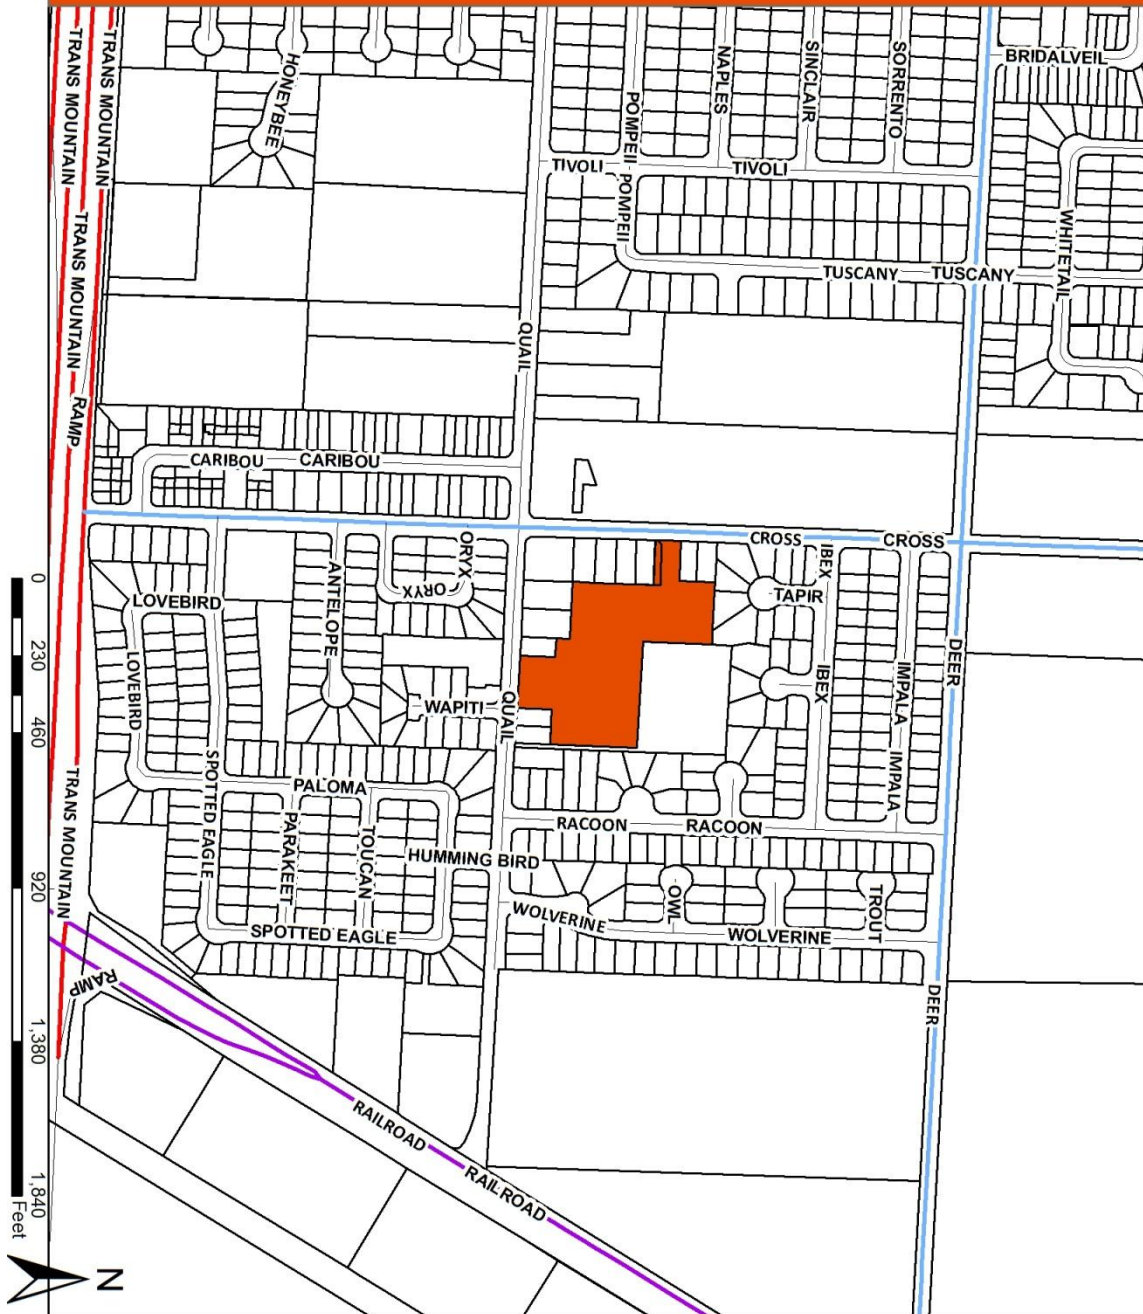 TRANS MOUNTAIN
TRANS MOUNTAIN
HONEYBEE
NAPLES
SINCLAIR
SORRENTO
BRIDALVEIL
POMPEII
TIVOLI
TIVOLI
POMPEII
TRANS MOUNTAIN
WHITETAIL
TUSCANY
TUSCANY
TRANS MOUNTAIN
QUAIL
RAMP
CARIBOU
CARIBOU
CROSS
CROSS
ORYX
ORYX
IBEX
TAPIR
ANTELOPE
LOVEBIRD
LOVEBIRD
DEER
IBEX
IMPALA
WAPITI
QUAIL
IMPALA
SPOTTED EAGLE
PALOMA
TRANS MOUNTAIN
RACOON
RACOON
PARAKEET
TOUCAN
HUMMING BIRD
OWL
TROUT
WOLVERINE
WOLVERINE
SPOTTED EAGLE
RAMP
DEER
RAILROAD
RAILROAD
0
230
460
920
1,380
1,840
Feet
N